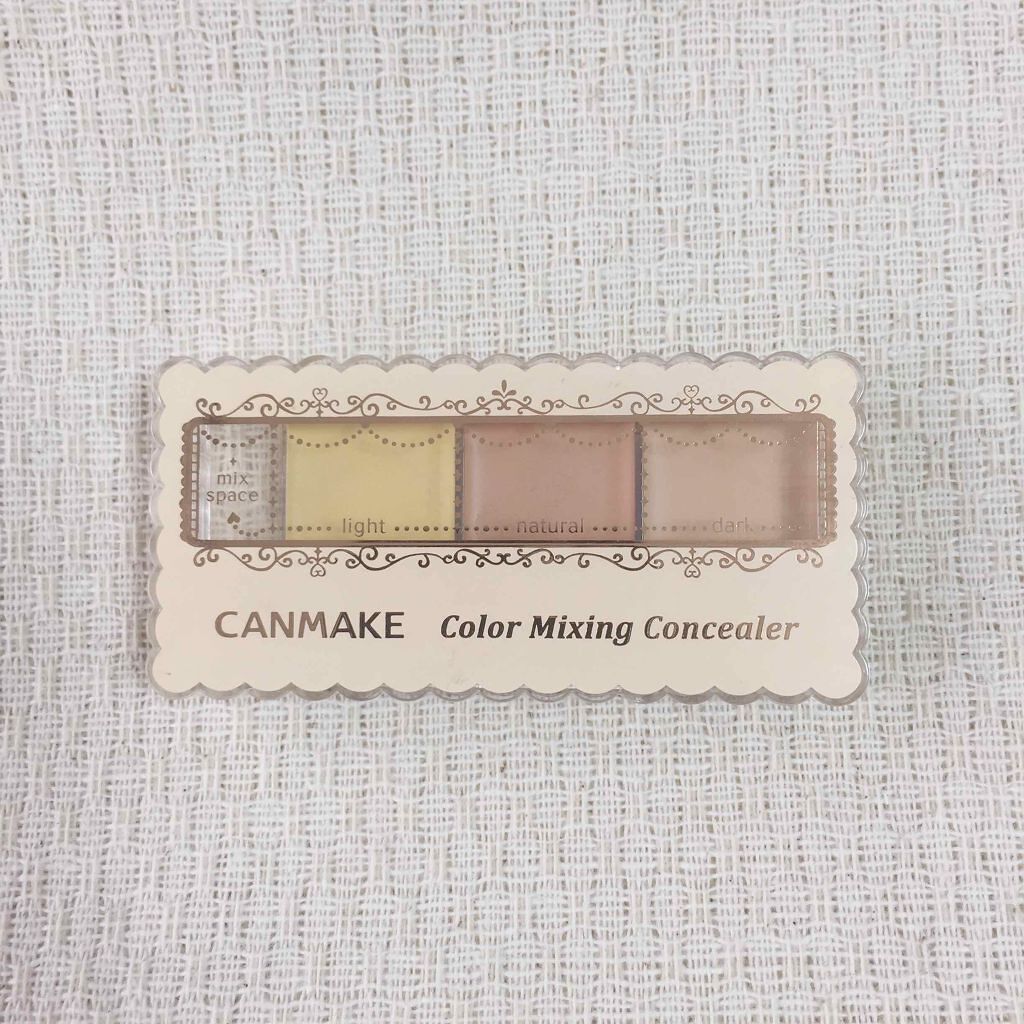 mix
space
light
natural
dark
CANMAKE
Color Mixing Concealer